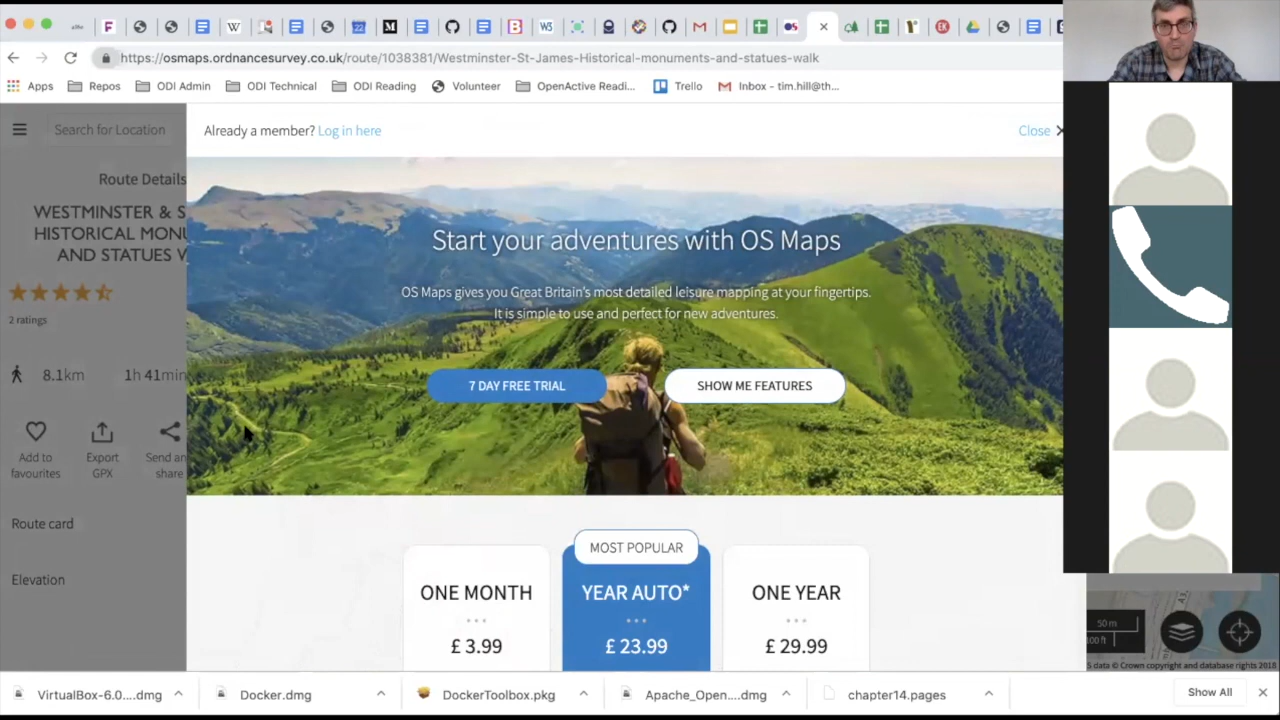 https://osmaps.ordnancesurvey.co.uk/route/1038381/Westminster-St-James-Historical-monuments-and-statues-walk
Apps Repos ODI Admin ODI Technical ODI Reading Volunteer OpenActive Readi... Trello Inbox - tim.hill@th...
Search for Location
Already a member? Log in here
Close
Route Details
WESTMINSTER & S
HISTORICAL MONU
AND STATUES W
2 ratings
8.1km 1h 41min
Add to favourites
Export GPX
Send an
share
Route card
Elevation
Start your adventures with OS Maps
OS Maps gives you Great Britain's most detailed leisure mapping at your fingertips.
It is simple to use and perfect for new adventures.
7 DAY FREE TRIAL
SHOW ME FEATURES
MOST POPULAR
ONE MONTH
£ 3.99
YEAR AUTO*
£ 23.99
ONE YEAR
£ 29.99
50 m
100 ft
S data © Crown copyright and database rights 2018
VirtualBox-6.0....dmg Docker.dmg DockerToolbox.pkg Apache_Open....dmg chapter14.pages Show All